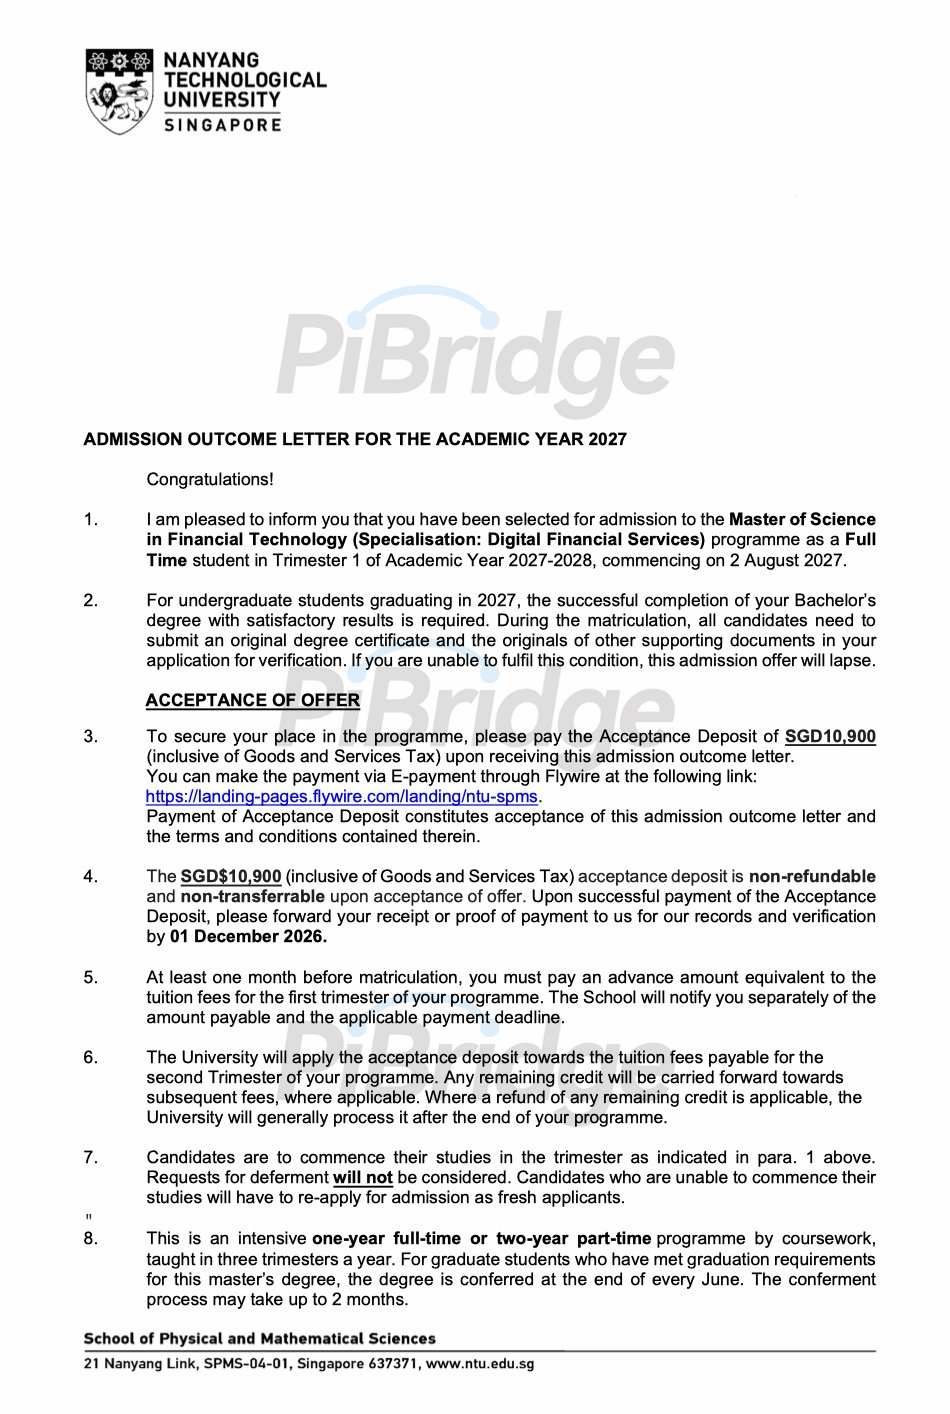 NANYANG
TECHNOLOGICAL
UNIVERSITY
SINGAPORE
PiBridge
ADMISSION OUTCOME LETTER FOR THE ACADEMIC YEAR 2027
Congratulations!
1. I am pleased to inform you that you have been selected for admission to the Master of Science
in Financial Technology (Specialisation: Digital Financial Services) programme as a Full
Time student in Trimester 1 of Academic Year 2027-2028, commencing on 2 August 2027.
2. For undergraduate students graduating in 2027, the successful completion of your Bachelor's
degree with satisfactory results is required. During the matriculation, all candidates need to
submit an original degree certificate and the originals of other supporting documents in your
application for verification. If you are unable to fulfil this condition, this admission offer will lapse.
PiBridge
ACCEPTANCE OF OFFER
3. To secure your place in the programme, please pay the Acceptance Deposit of SGD10,900
(inclusive of Goods and Services Tax) upon receiving this admission outcome letter.
You can make the payment via E-payment through Flywire at the following link:
https://landing-pages.flywire.com/landing/ntu-spms.
Payment of Acceptance Deposit constitutes acceptance of this admission outcome letter and
the terms and conditions contained therein.
4. The SGD$10,900 (inclusive of Goods and Services Tax) acceptance deposit is non-refundable
and non-transferrable upon acceptance of offer. Upon successful payment of the Acceptance
Deposit, please forward your receipt or proof of payment to us for our records and verification
by 01 December 2026.
5. At least one month before matriculation, you must pay an advance amount equivalent to the
tuition fees for the first trimester of your programme. The School will notify you separately of the
amount payable and the applicable payment deadline.
PiBridge
6. The University will apply the acceptance deposit towards the tuition fees payable for the
second Trimester of your programme. Any remaining credit will be carried forward towards
subsequent fees, where applicable. Where a refund of any remaining credit is applicable, the
University will generally process it after the end of your programme.
7. Candidates are to commence their studies in the trimester as indicated in para. 1 above.
Requests for deferment will not be considered. Candidates who are unable to commence their
studies will have to re-apply for admission as fresh applicants.
"
8. This is an intensive one-year full-time or two-year part-time programme by coursework,
taught in three trimesters a year. For graduate students who have met graduation requirements
for this master's degree, the degree is conferred at the end of every June. The conferment
process may take up to 2 months.
School of Physical and Mathematical Sciences
21 Nanyang Link, SPMS-04-01, Singapore 637371, www.ntu.edu.sg